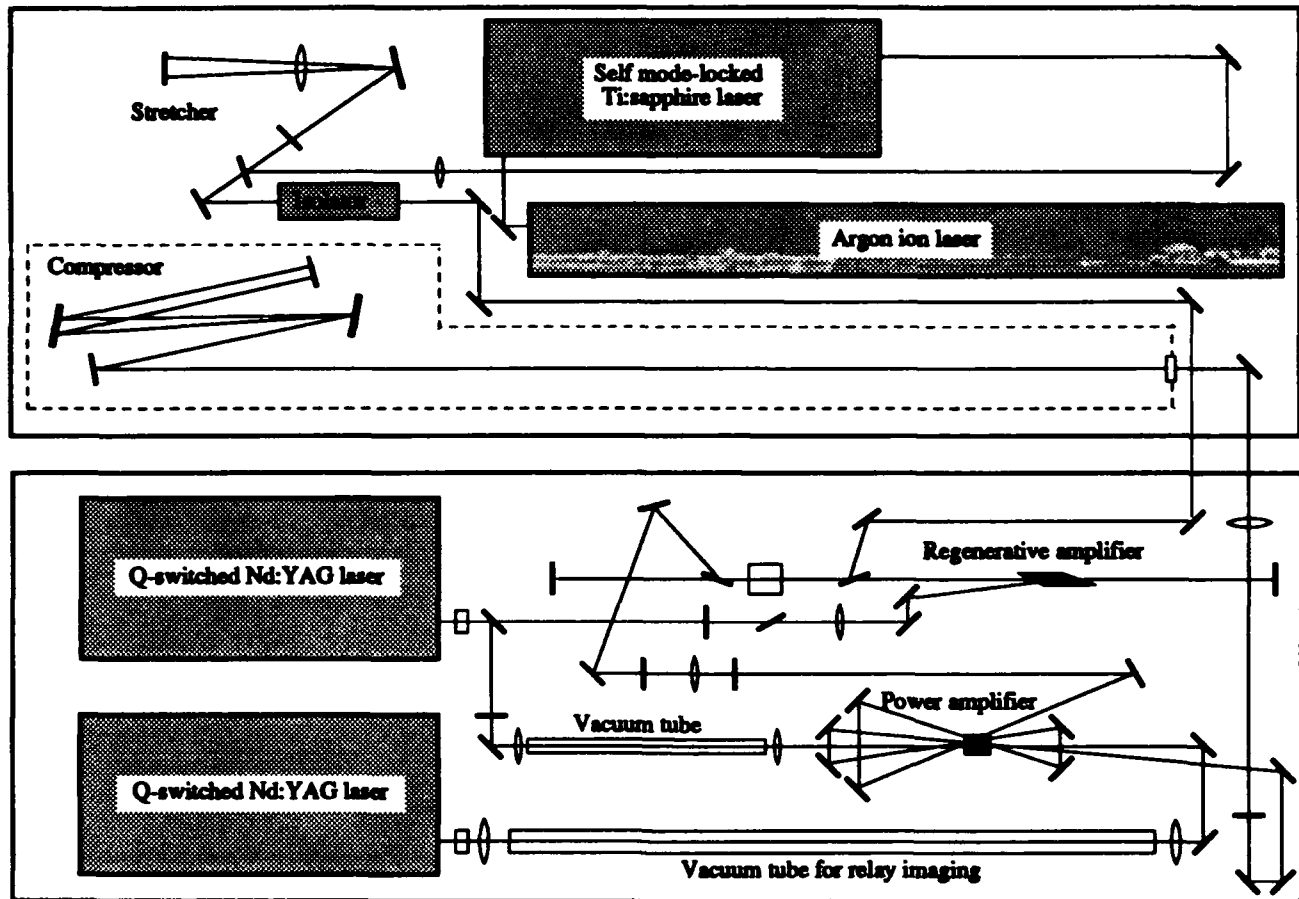 Self mode-locked
Ti:sapphire laser
Stretcher
Isolator
Argon ion laser
Compressor
Q-switched Nd:YAG laser
Regenerative amplifier
Power amplifier
Vacuum tube
Q-switched Nd:YAG laser
Vacuum tube for relay imaging